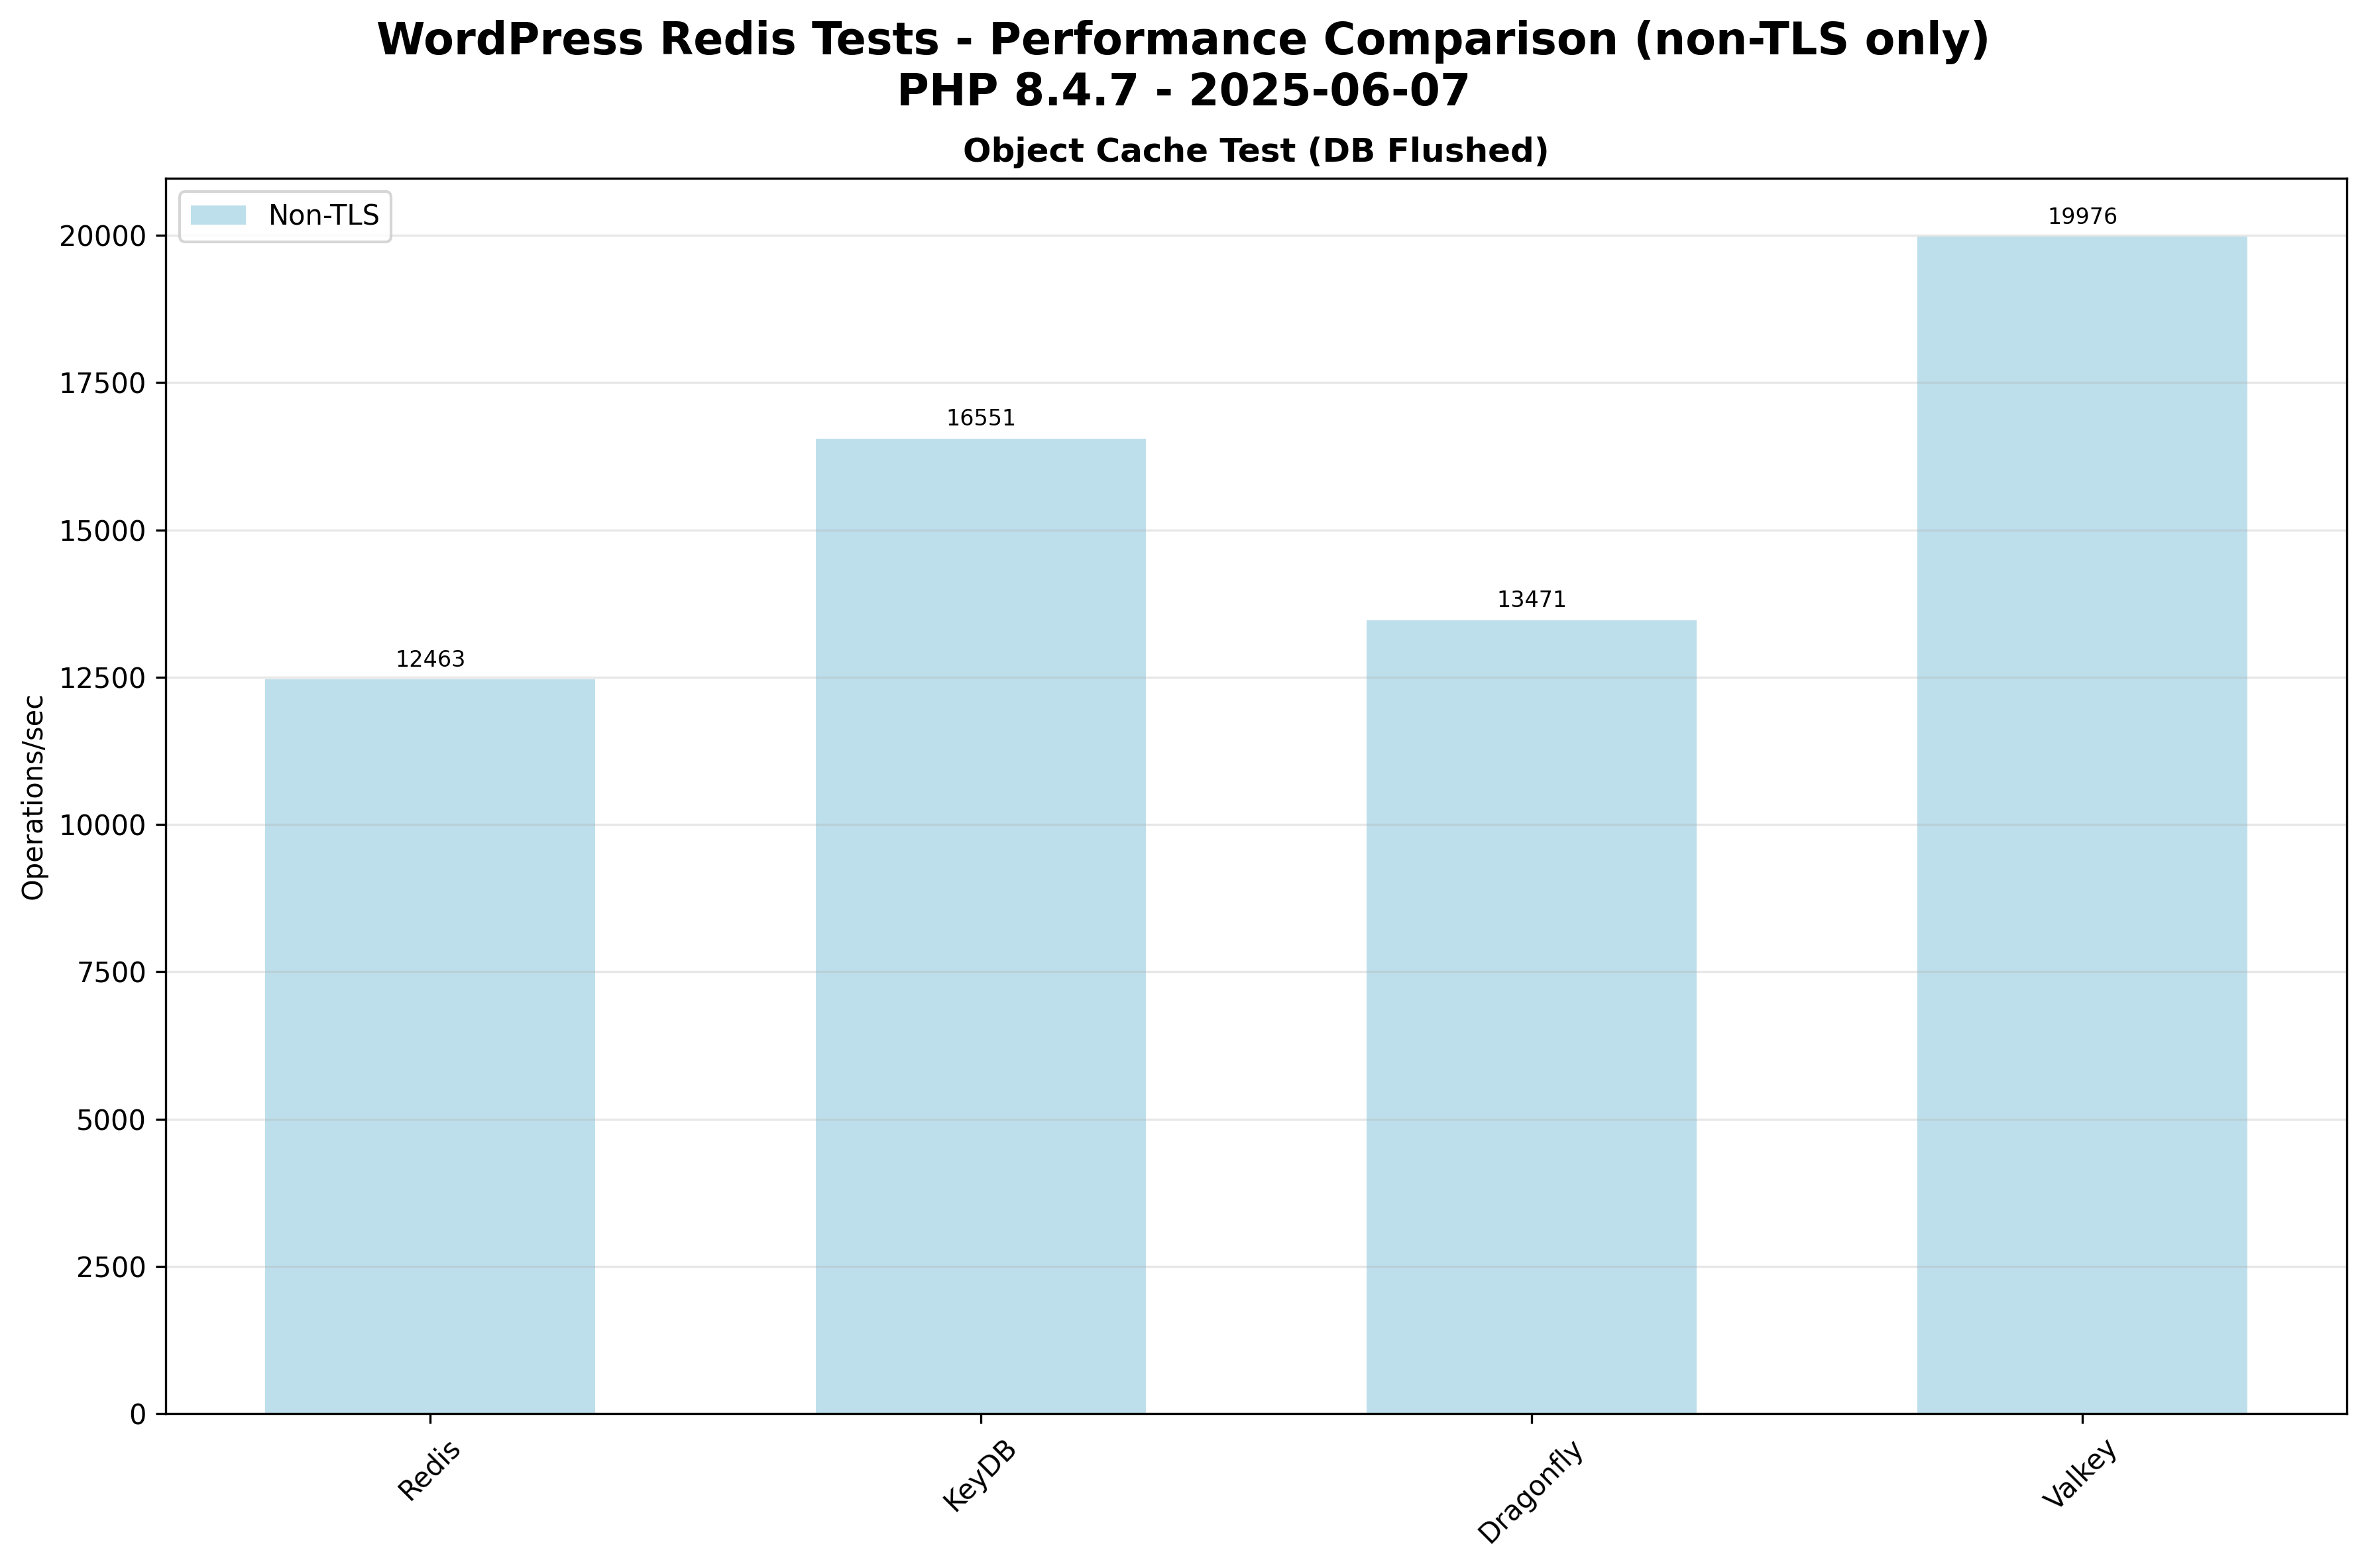 WordPress Redis Tests - Performance Comparison (non-TLS only)
PHP 8.4.7 - 2025-06-07
Object Cache Test (DB Flushed)
Non-TLS
Operations/sec
20000
17500
15000
12500
10000
7500
5000
2500
0
12463
16551
13471
19976
Redis
KeyDB
Dragonfly
Valkey